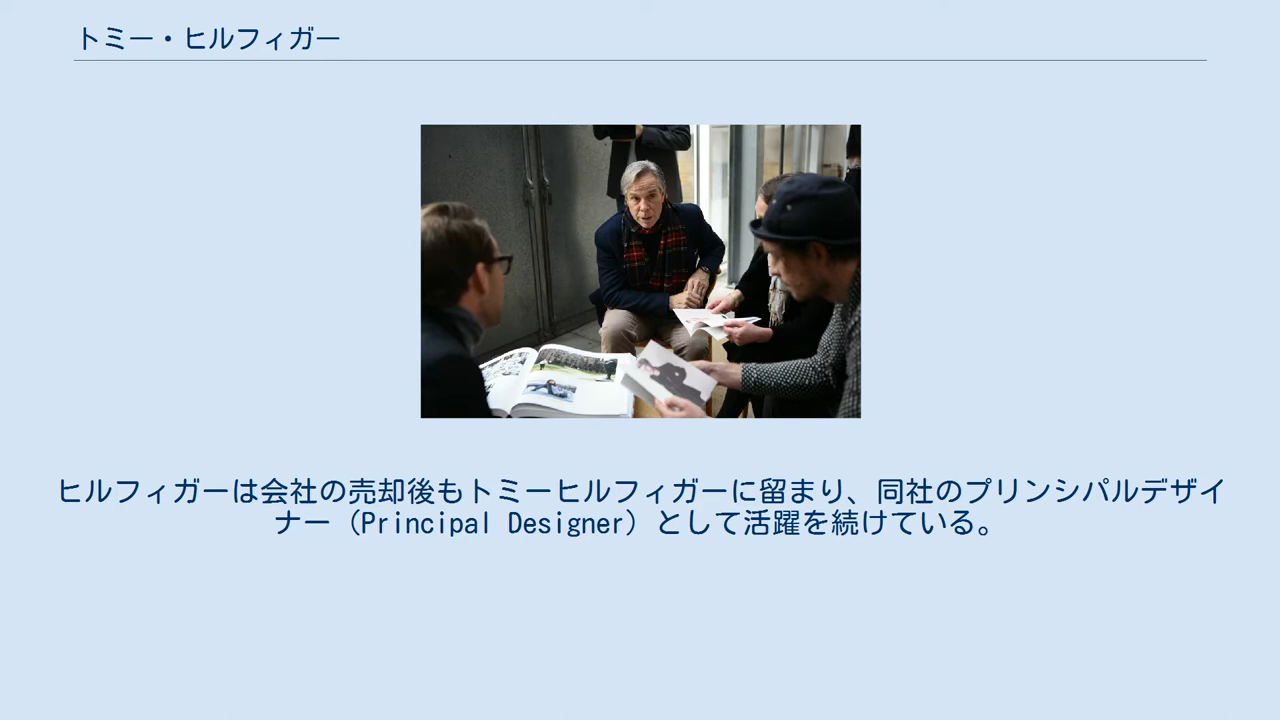 トミー・ヒルフィガー
ヒルフィガーは会社の売却後もトミーヒルフィガーに留まり、同社のプリンシパルデザイ
ナー（Principal Designer）として活躍を続けている。